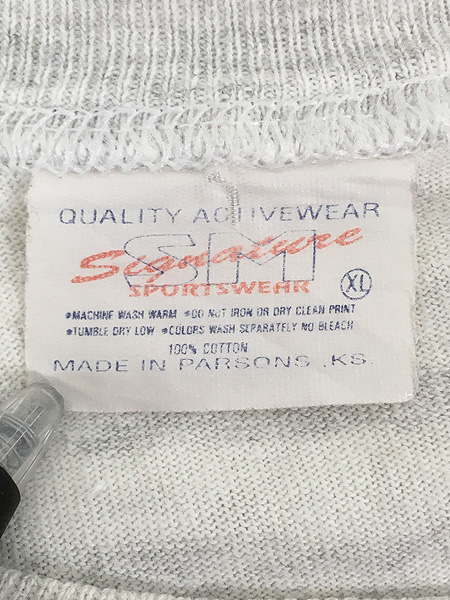 QUALITY ACTIVEWEAR
SM
Signature
SPORTSWEAR
XL
•MACHINE WASH WARM •DO NOT IRON OR DRY CLEAN PRINT
•TUMBLE DRY LOW •COLORS WASH SEPARATELY NO BLEACH
100% COTTON
MADE IN PARSONS ,KS.